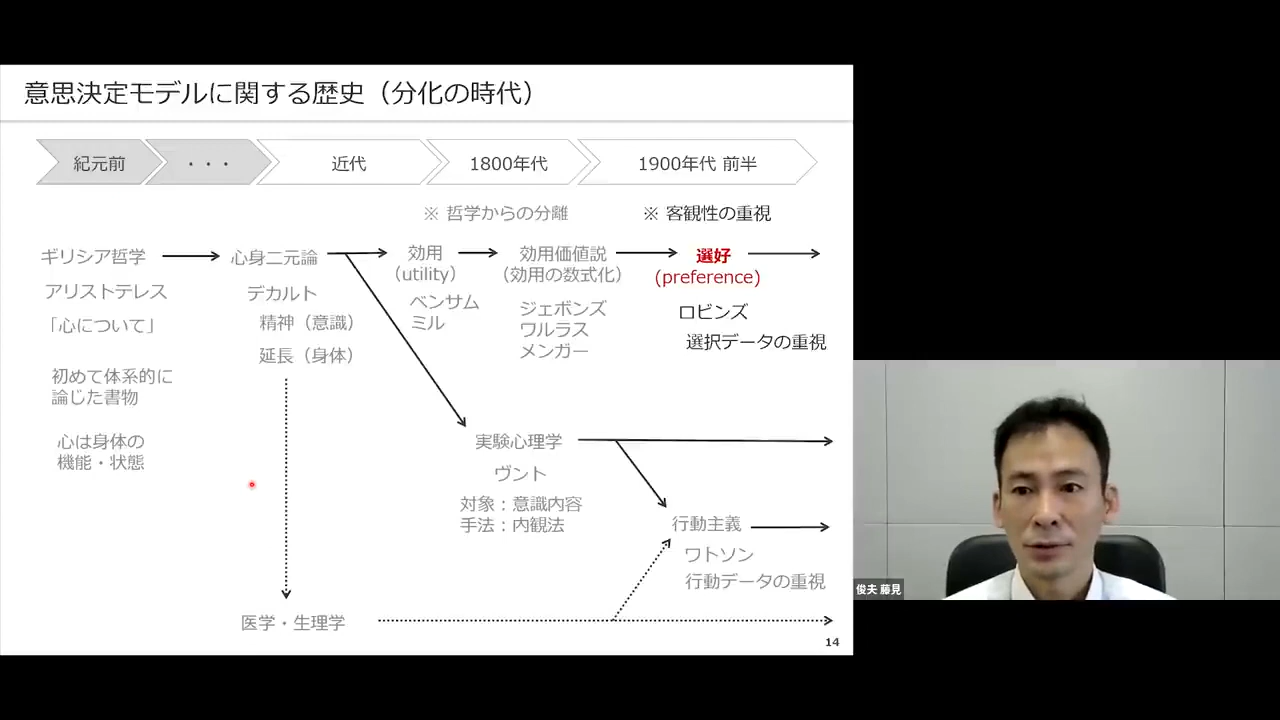 意思決定モデルに関する歴史（分化の時代）
紀元前
・・・
近代
1800年代
1900年代 前半
※ 哲学からの分離
※ 客観性の重視
ギリシア哲学
アリストテレス
「心について」
初めて体系的に
論じた書物
心は身体の
機能・状態
心身二元論
デカルト
精神（意識）
延長（身体）
効用
（utility）
ベンサム
ミル
効用価値説
（効用の数式化）
ジェボンズ
ワルラス
メンガー
選好
(preference)
ロビンズ
選択データの重視
実験心理学
ヴント
対象：意識内容
手法：内観法
行動主義
ワトソン
行動データの重視
医学・生理学
14
俊夫 藤見